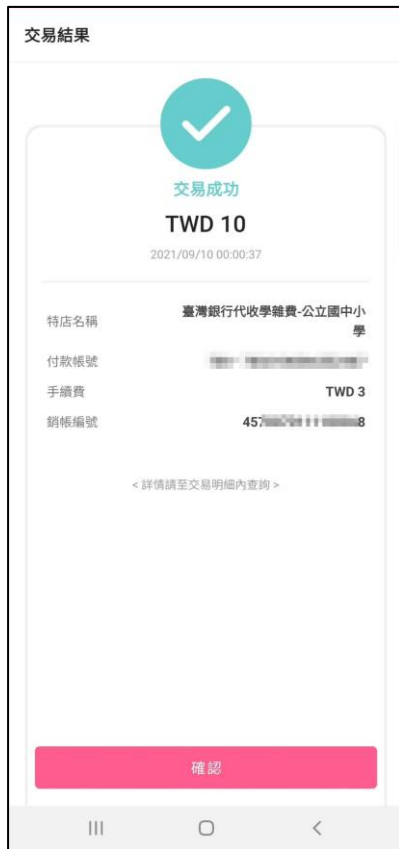 交易結果
交易成功
TWD 10
2021/09/10 00:00:37
特店名稱 臺灣銀行代收學雜費-公立國中小
學
付款帳號
手續費 TWD 3
銷帳編號 457 8
< 詳情請至交易明細內查詢 >
確認